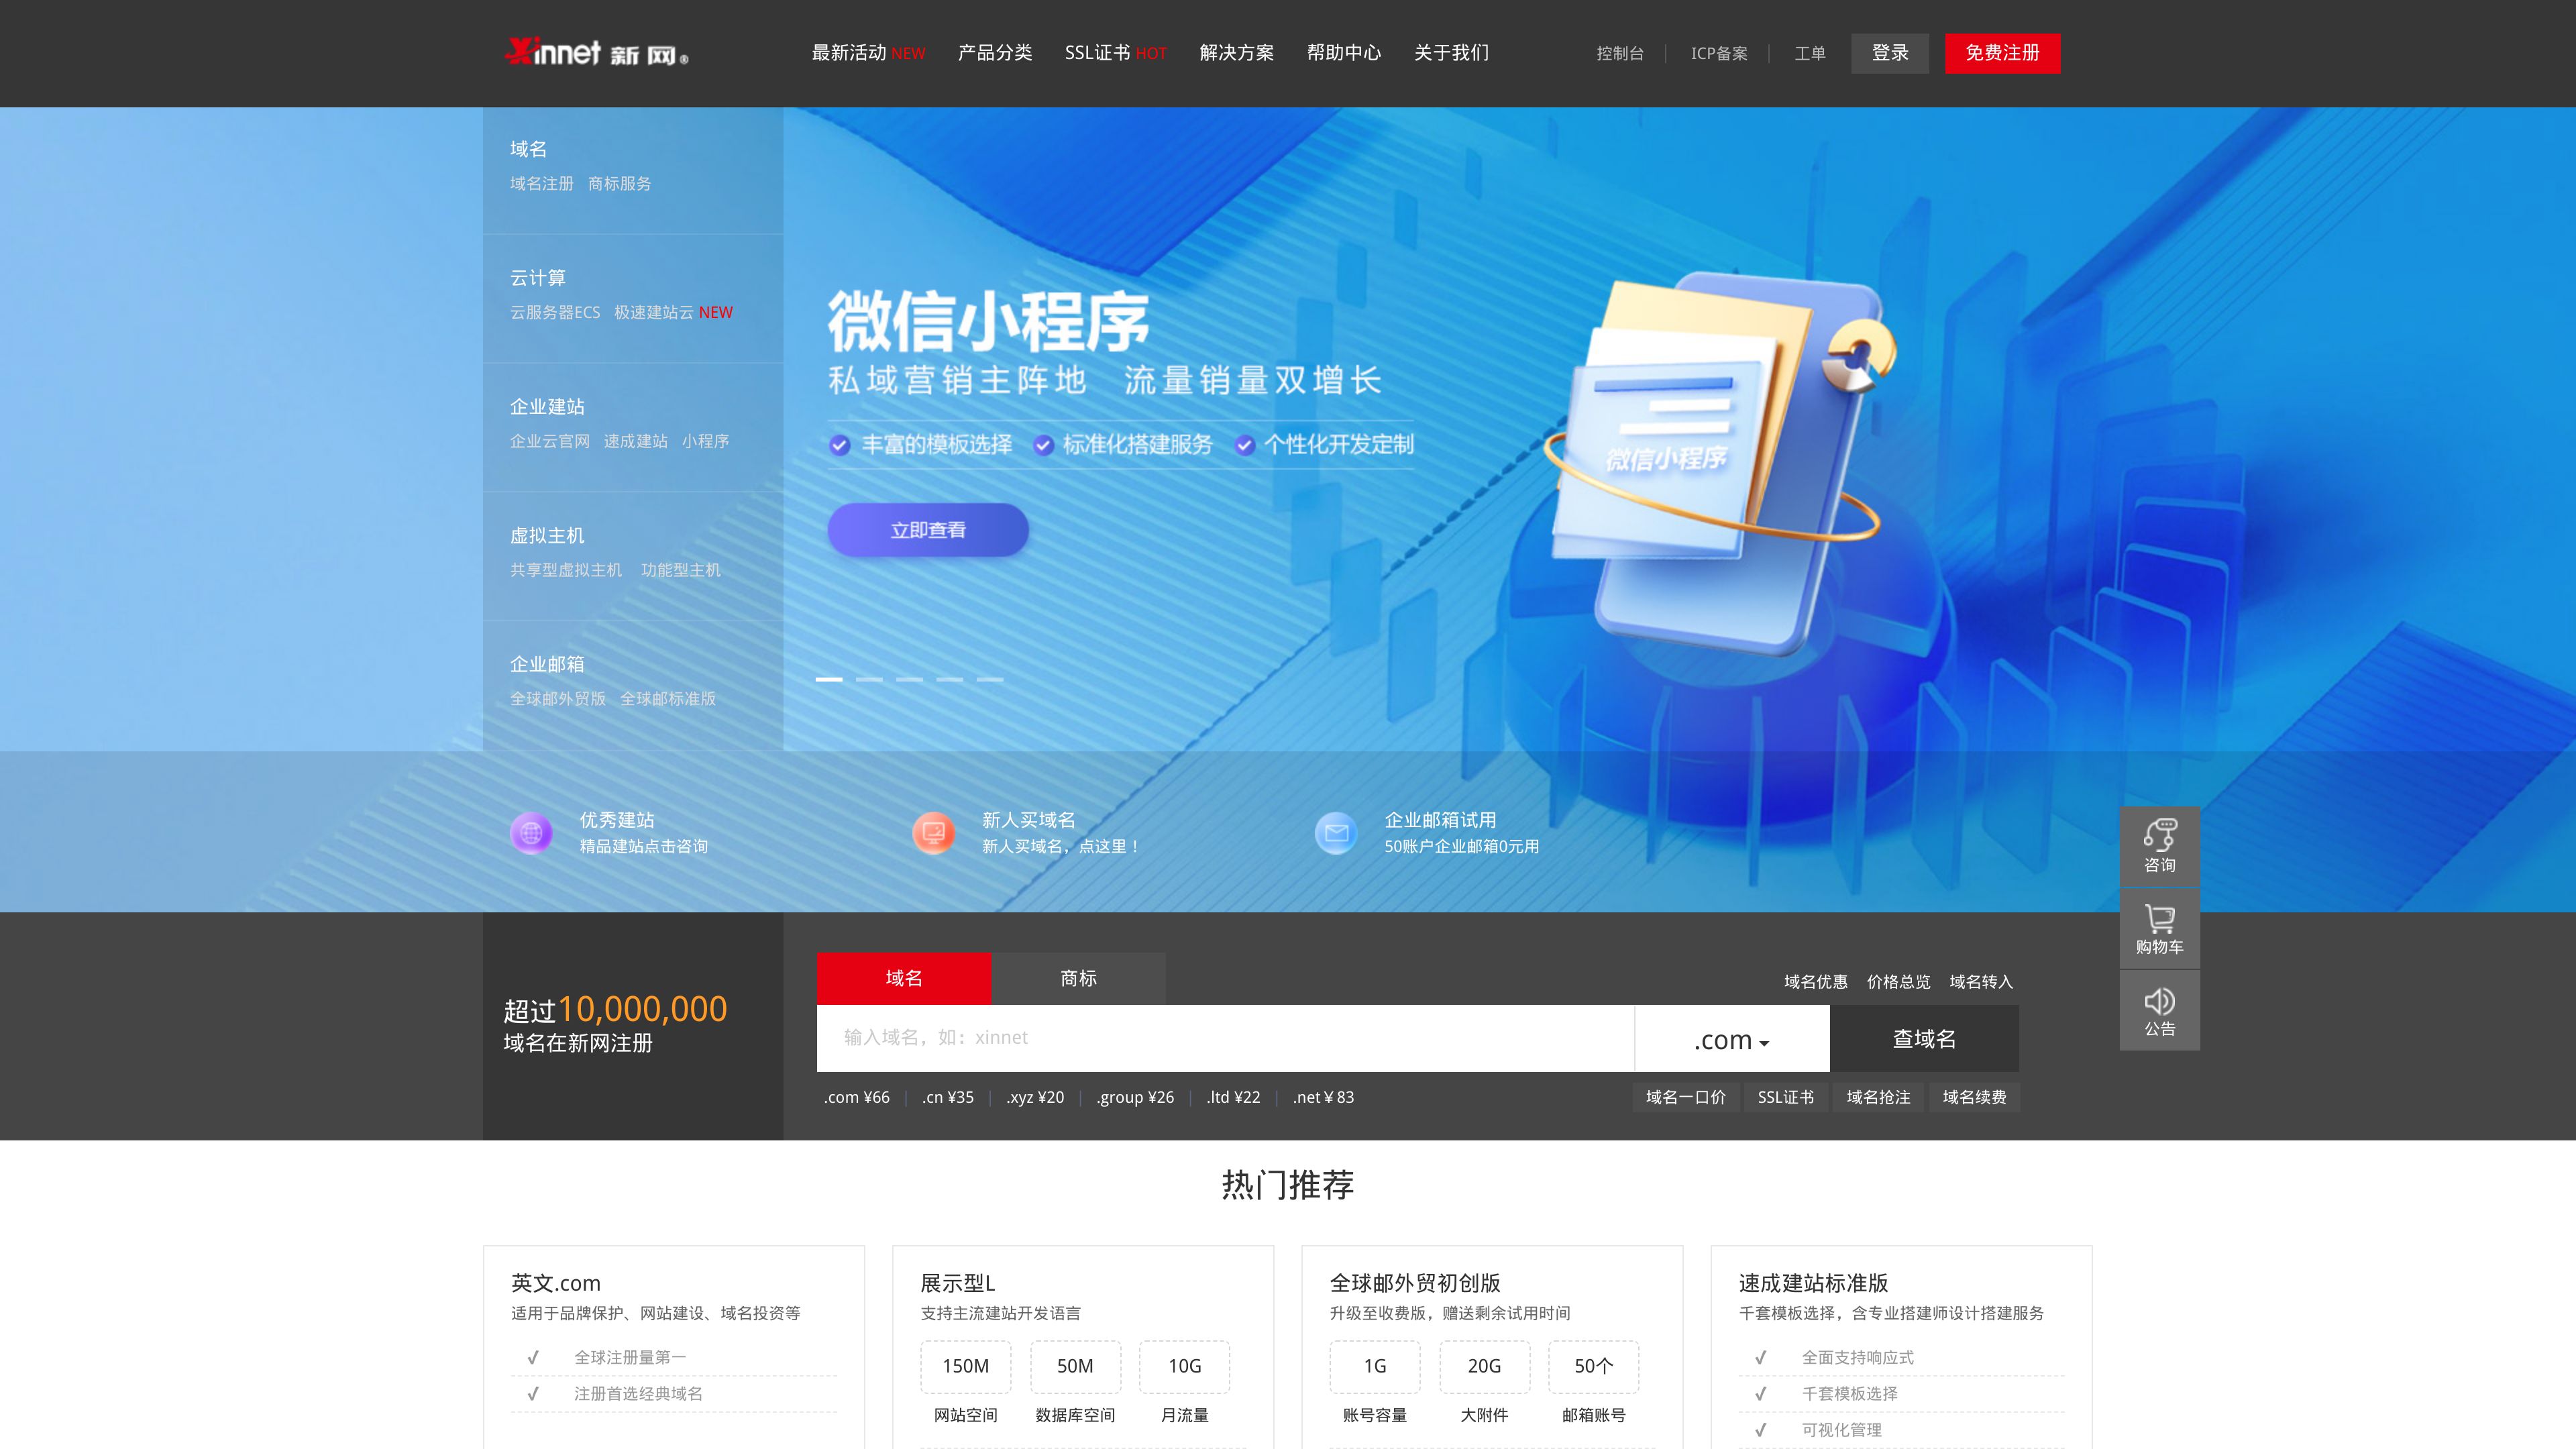 Xinnet 新网®
最新活动 NEW 产品分类 SSL证书 HOT 解决方案 帮助中心 关于我们 控制台 ICP备案 工单 登录 免费注册
域名
域名注册 商标服务
云计算
云服务器ECS 极速建站云 NEW
企业建站
企业云官网 速成建站 小程序
虚拟主机
共享型虚拟主机 功能型主机
企业邮箱
全球邮外贸版 全球邮标准版
微信小程序
私域营销主阵地 流量销量双增长
丰富的模板选择 标准化搭建服务 个性化开发定制
立即查看
微信小程序
优秀建站
精品建站点击咨询
新人买域名
新人买域名，点这里！
企业邮箱试用
50账户企业邮箱0元用
咨询
购物车
公告
超过10,000,000
域名在新网注册
域名 商标
域名优惠 价格总览 域名转入
输入域名，如：xinnet .com 查域名
.com ¥66 | .cn ¥35 | .xyz ¥20 | .group ¥26 | .ltd ¥22 | .net￥83
域名一口价 SSL证书 域名抢注 域名续费
热门推荐
英文.com
适用于品牌保护、网站建设、域名投资等
√ 全球注册量第一
√ 注册首选经典域名
展示型L
支持主流建站开发语言
150M 50M 10G
网站空间 数据库空间 月流量
全球邮外贸初创版
升级至收费版，赠送剩余试用时间
1G 20G 50个
账号容量 大附件 邮箱账号
速成建站标准版
千套模板选择，含专业搭建师设计搭建服务
√ 全面支持响应式
√ 千套模板选择
√ 可视化管理